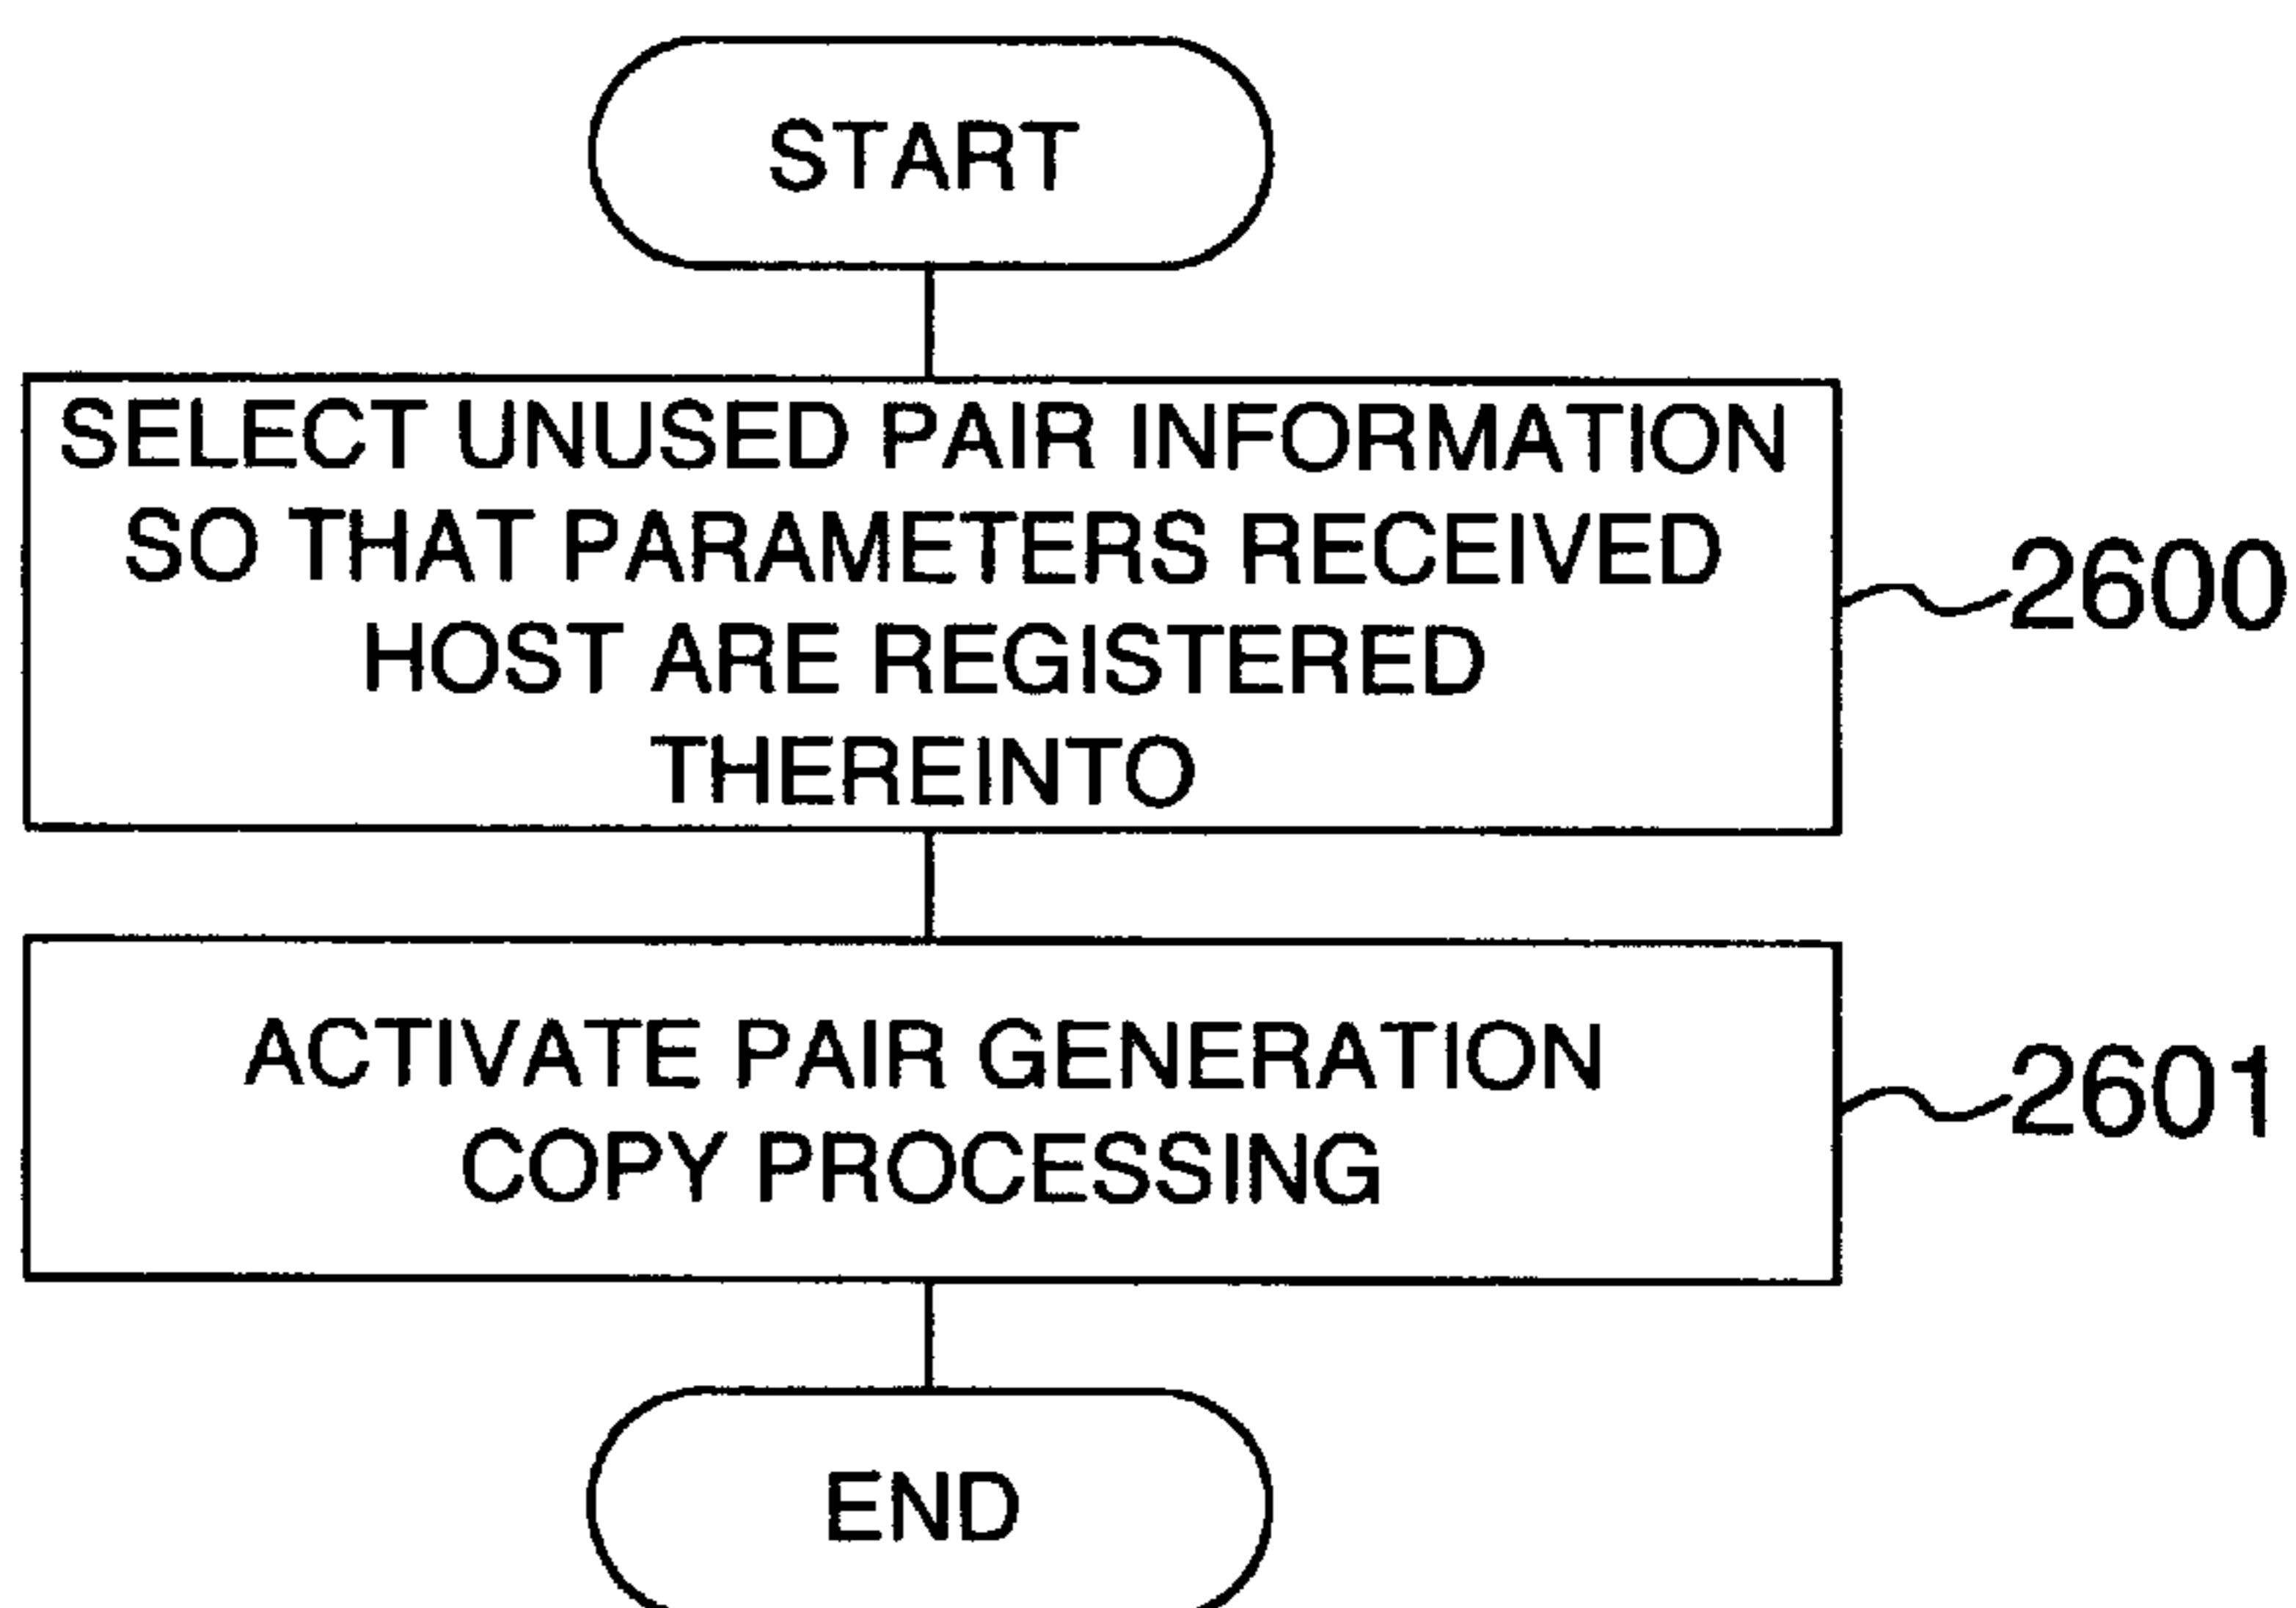 START
SELECT UNUSED PAIR INFORMATION
SO THAT PARAMETERS RECEIVED
HOST ARE REGISTERED
THEREINTO
2600
ACTIVATE PAIR GENERATION
COPY PROCESSING
2601
END